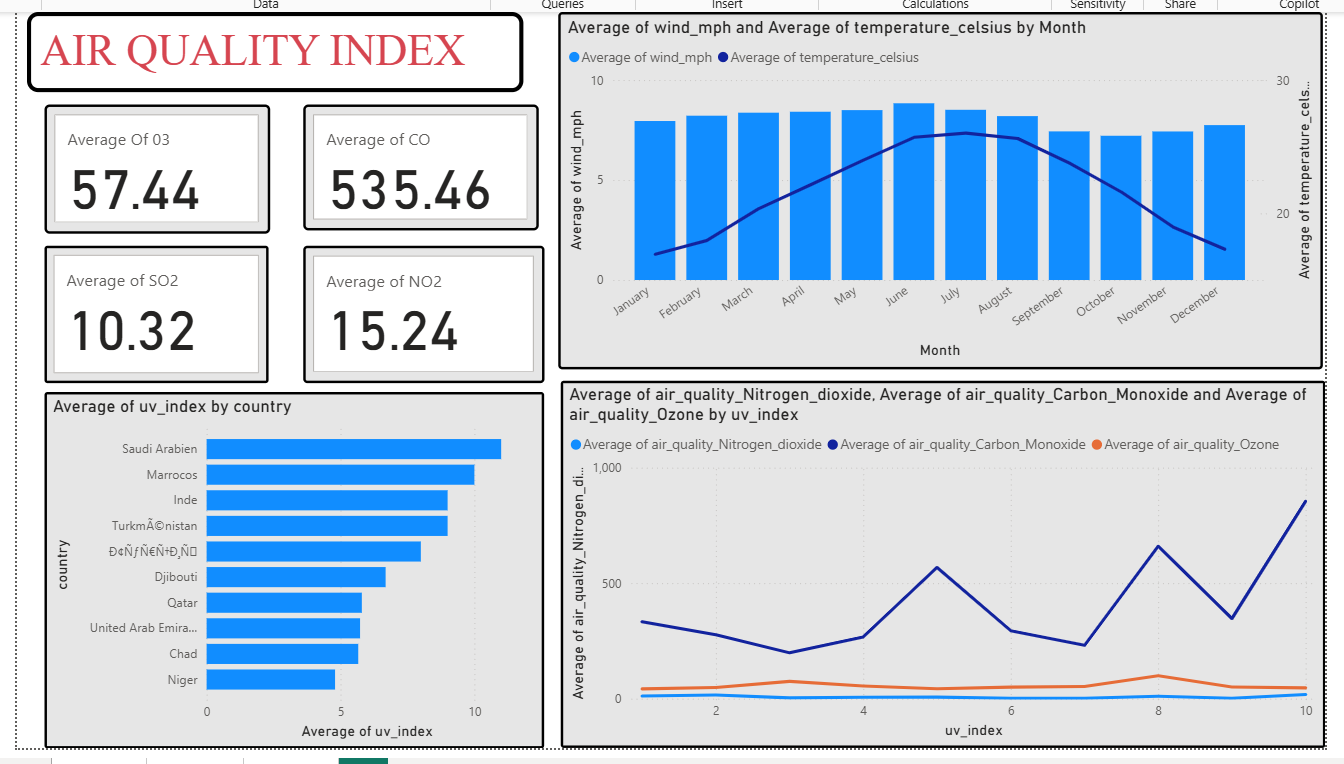 Data
Queries
Insert
Calculations
Sensitivity
Share
Copilot
AIR QUALITY INDEX
Average Of 03
57.44
Average of CO
535.46
Average of SO2
10.32
Average of NO2
15.24
Average of wind_mph and Average of temperature_celsius by Month
Average of wind_mph Average of temperature_celsius
10
5
0
Average of wind_mph
30
20
Average of temperature_cels...
January
February
March
April
May
June
July
August
September
October
November
December
Month
Average of uv_index by country
country
Saudi Arabien
Marrocos
Inde
TurkmÃ©nistan
Djibouti
Qatar
United Arab Emira...
Chad
Niger
0 5 10
Average of uv_index
Average of air_quality_Nitrogen_dioxide, Average of air_quality_Carbon_Monoxide and Average of
air_quality_Ozone by uv_index
Average of air_quality_Nitrogen_dioxide Average of air_quality_Carbon_Monoxide Average of air_quality_Ozone
Average of air_quality_Nitrogen_di...
1,000
500
0
2 4 6 8 10
uv_index